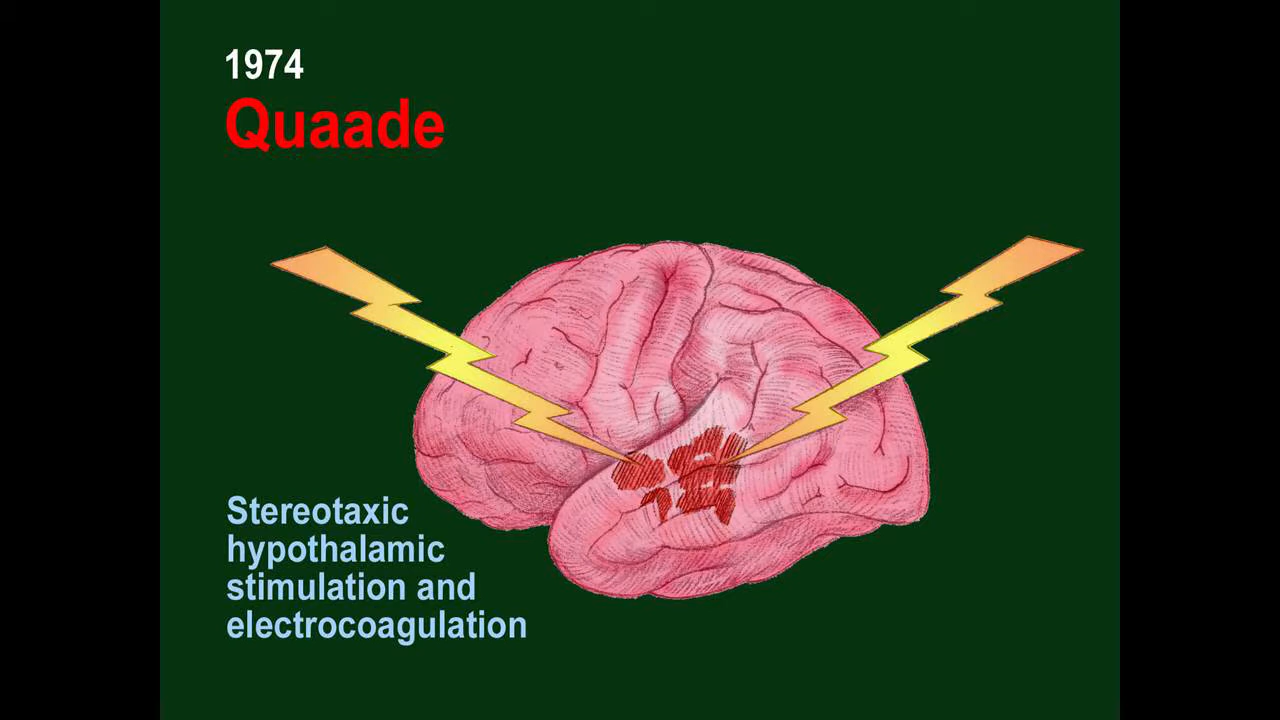 1974
Quaade
Stereotaxic
hypothalamic
stimulation and
electrocoagulation